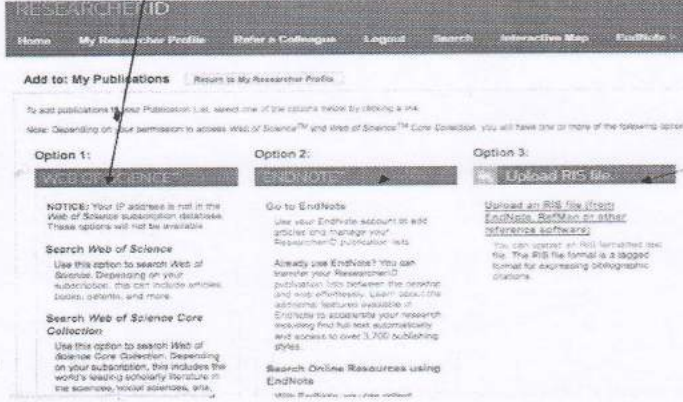 RESEARCHERID
Home My Researcher Profile Refer a Colleague Logout Search Interactive Map EndNote
Add to: My Publications Return to My Researcher Profile
To add publications to your Publication List, select one of the options below by clicking a link.
Note: Depending on your permission to access Web of Science™ and Web of Science™ Core Collection, you will have one or more of the following option
Option 1:
WEB OF SCIENCE™
NOTICE: Your IP address is not in the
Web of Science subscription database.
These options will not be available
Search Web of Science
Use this option to search Web of
Science. Depending on your
subscription, this can include articles,
books, patents, and more.
Search Web of Science Core
Collection
Use this option to search Web of
Science Core Collection. Depending
on your subscription, this includes the
world's leading scholarly literature in
the sciences, social sciences, arts,
Option 2:
ENDNOTE™
Go to EndNote
Use your EndNote account to add
articles and manage your
ResearcherID publication lists
Already use EndNote? You can
transfer your ResearcherID
publication lists between the desktop
and web effortlessly. Learn about the
additional features available in
EndNote to accelerate your research
including find full text automatically
and access to over 3,700 publishing
styles.
Search Online Resources using
EndNote
With EndNote, you can collect
Option 3:
Upload RIS file
Upload an RIS file (from
EndNote, RefMan or other
reference software)
You can upload an RIS formatted text
file. The RIS file format is a tagged
format for expressing bibliographic
citations.